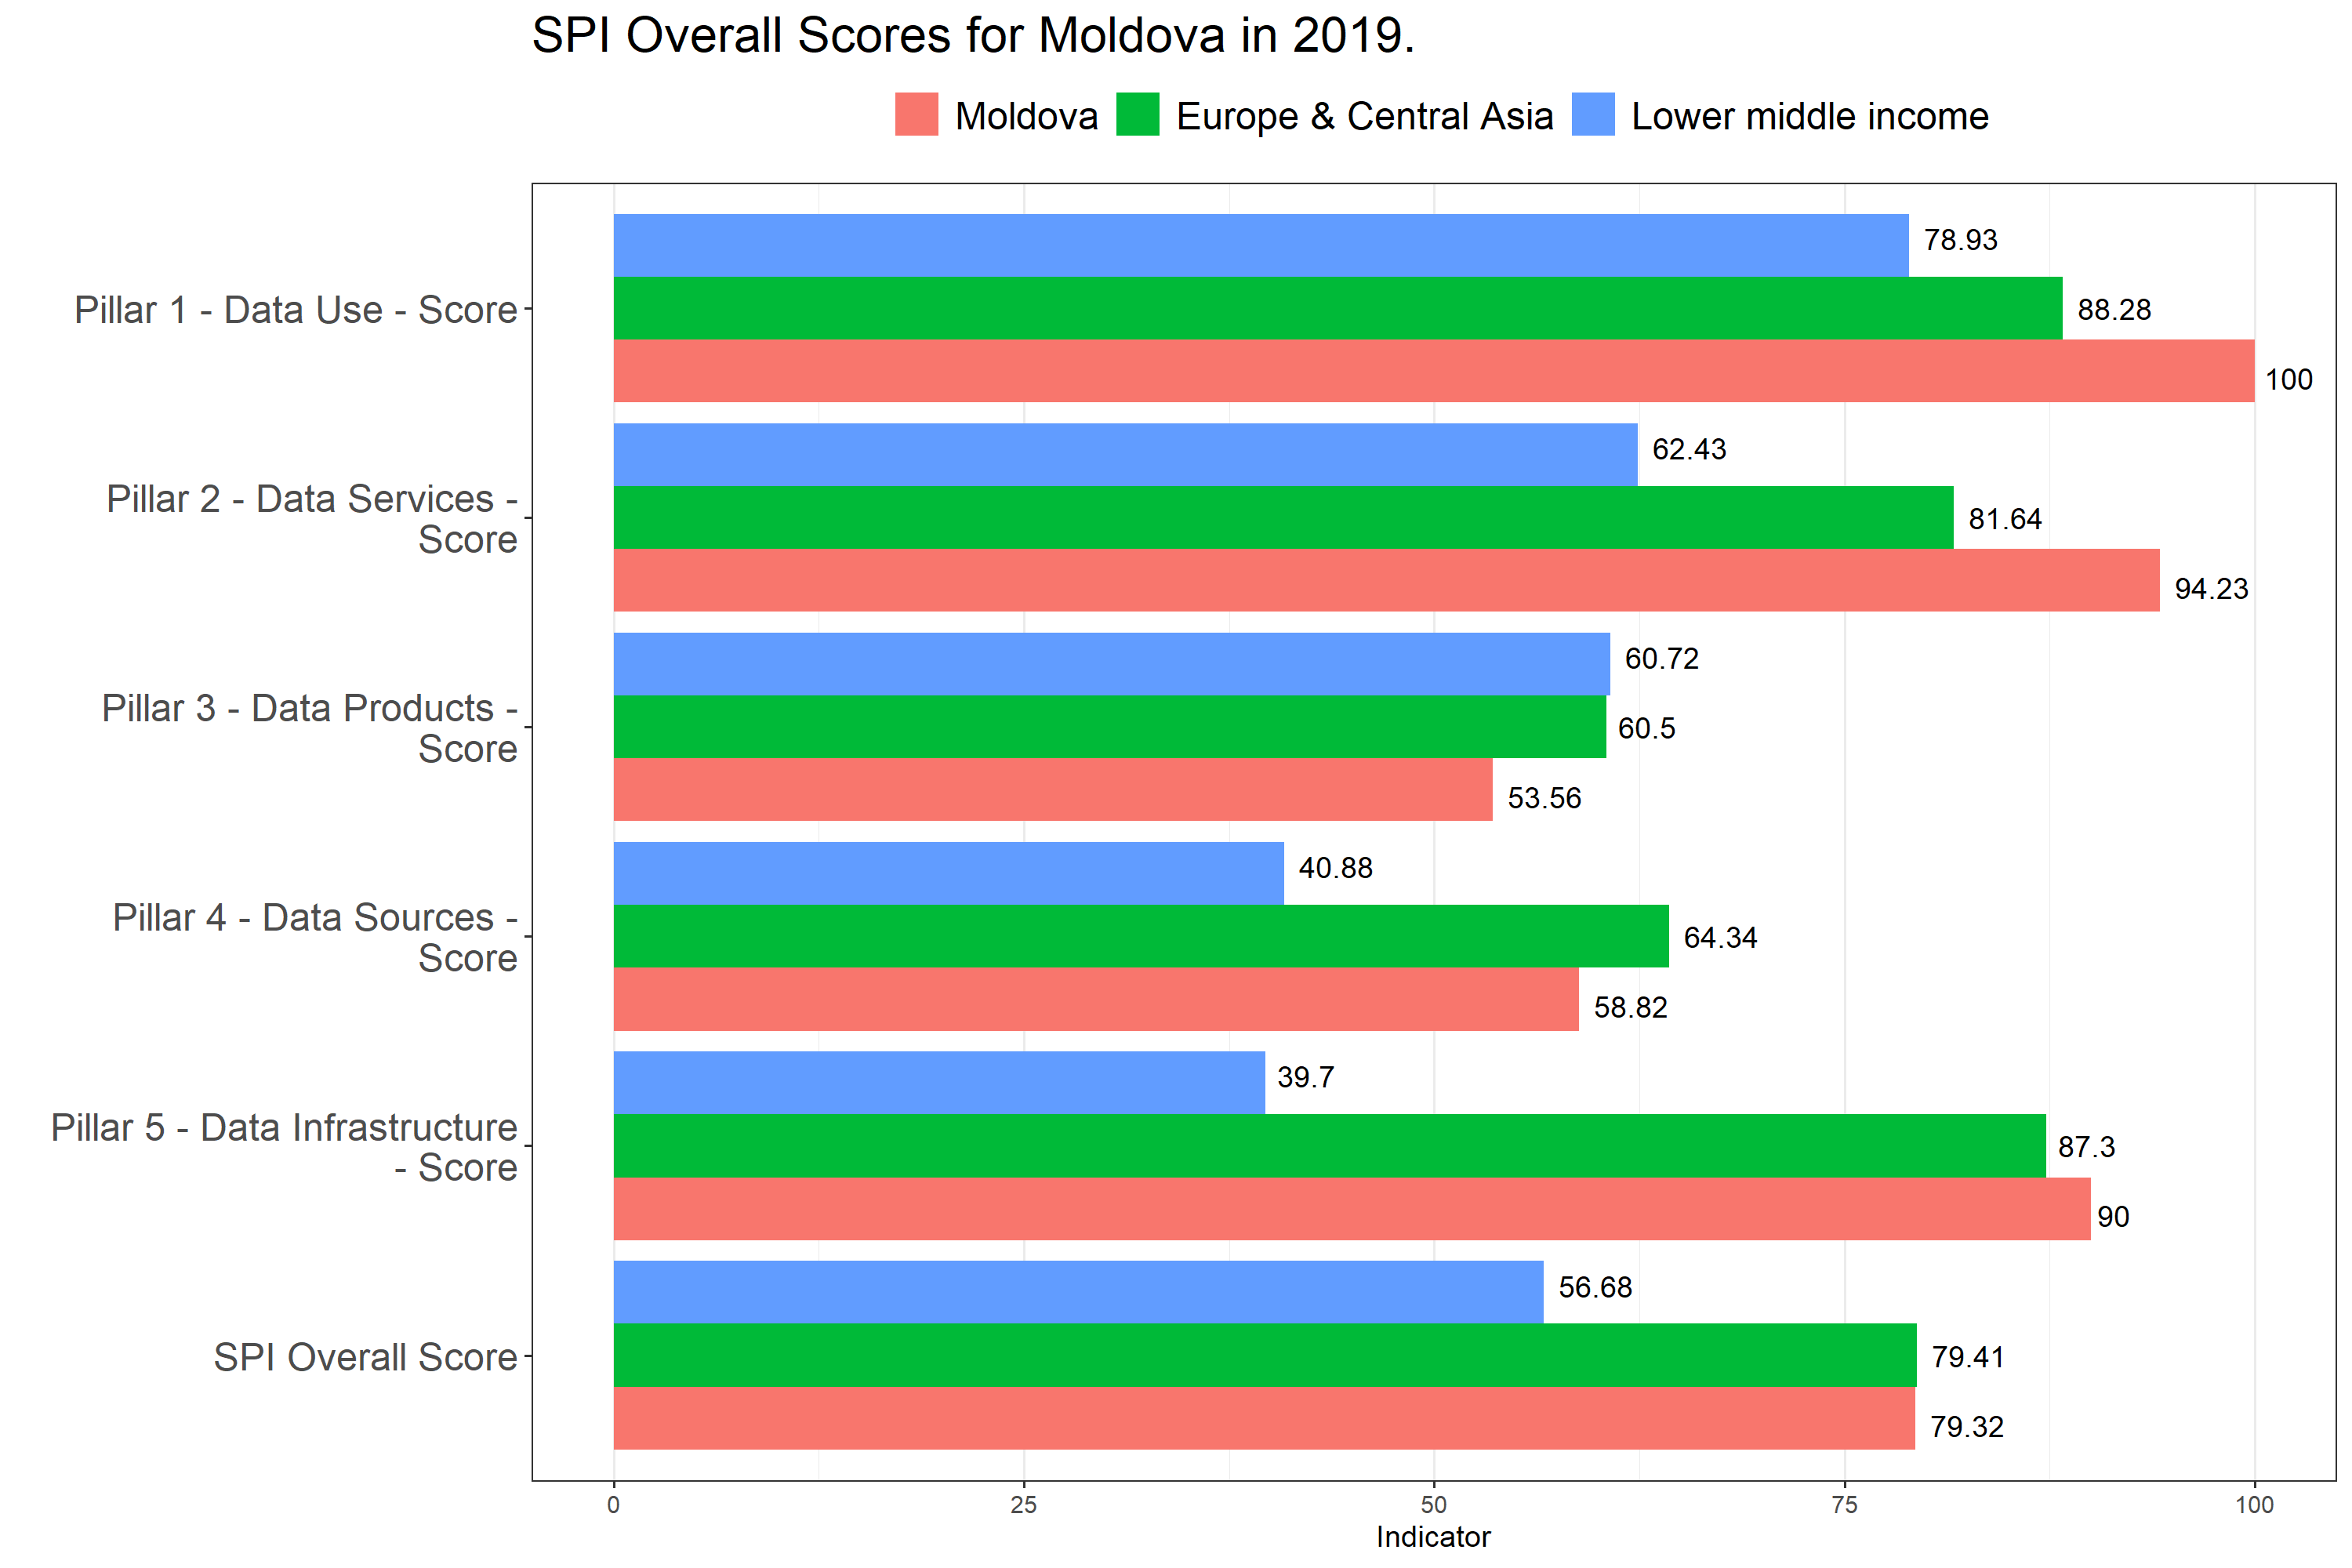 SPI Overall Scores for Moldova in 2019.
Moldova Europe & Central Asia Lower middle income
78.93
Pillar 1 - Data Use - Score
88.28
100
62.43
Pillar 2 - Data Services -
Score
81.64
94.23
60.72
Pillar 3 - Data Products -
Score
60.5
53.56
40.88
Pillar 4 - Data Sources -
Score
64.34
58.82
39.7
Pillar 5 - Data Infrastructure
- Score
87.3
90
56.68
SPI Overall Score
79.41
79.32
0 25 50 75 100
Indicator